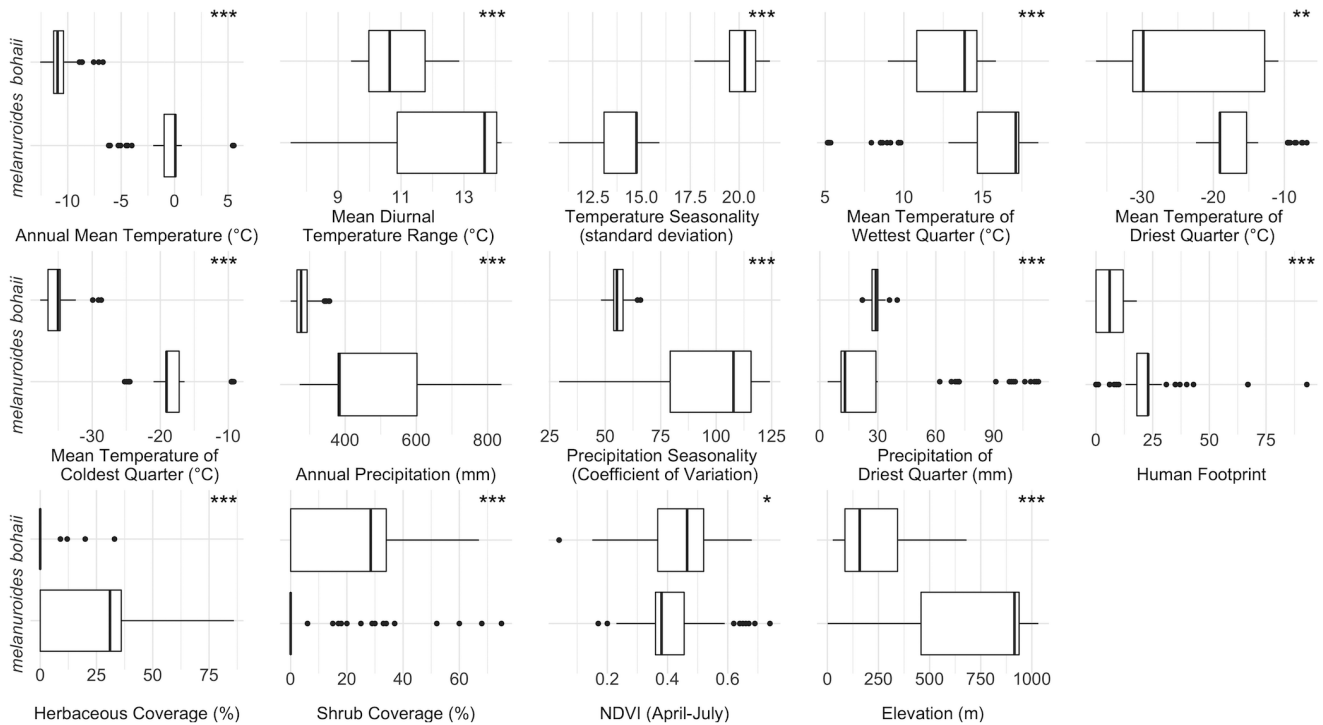 *** *** *** *** **
melanuroides bohaii
-10 -5 0 5 9 11 13 12.5 15.0 17.5 20.0 5 10 15 -30 -20 -10
Annual Mean Temperature (°C)
Mean Diurnal
Temperature Range (°C)
Temperature Seasonality
(standard deviation)
Mean Temperature of
Wettest Quarter (°C)
Mean Temperature of
Driest Quarter (°C)
*** *** *** *** ***
melanuroides bohaii
-30 -20 -10 400 600 800 25 50 75 100 125 0 30 60 90 0 25 50 75
Mean Temperature of
Coldest Quarter (°C)
Annual Precipitation (mm)
Precipitation Seasonality
(Coefficient of Variation)
Precipitation of
Driest Quarter (mm)
Human Footprint
*** *** * ***
melanuroides bohaii
0 25 50 75 0 20 40 60 0.2 0.4 0.6 0 250 500 750 1000
Herbaceous Coverage (%)
Shrub Coverage (%)
NDVI (April-July)
Elevation (m)